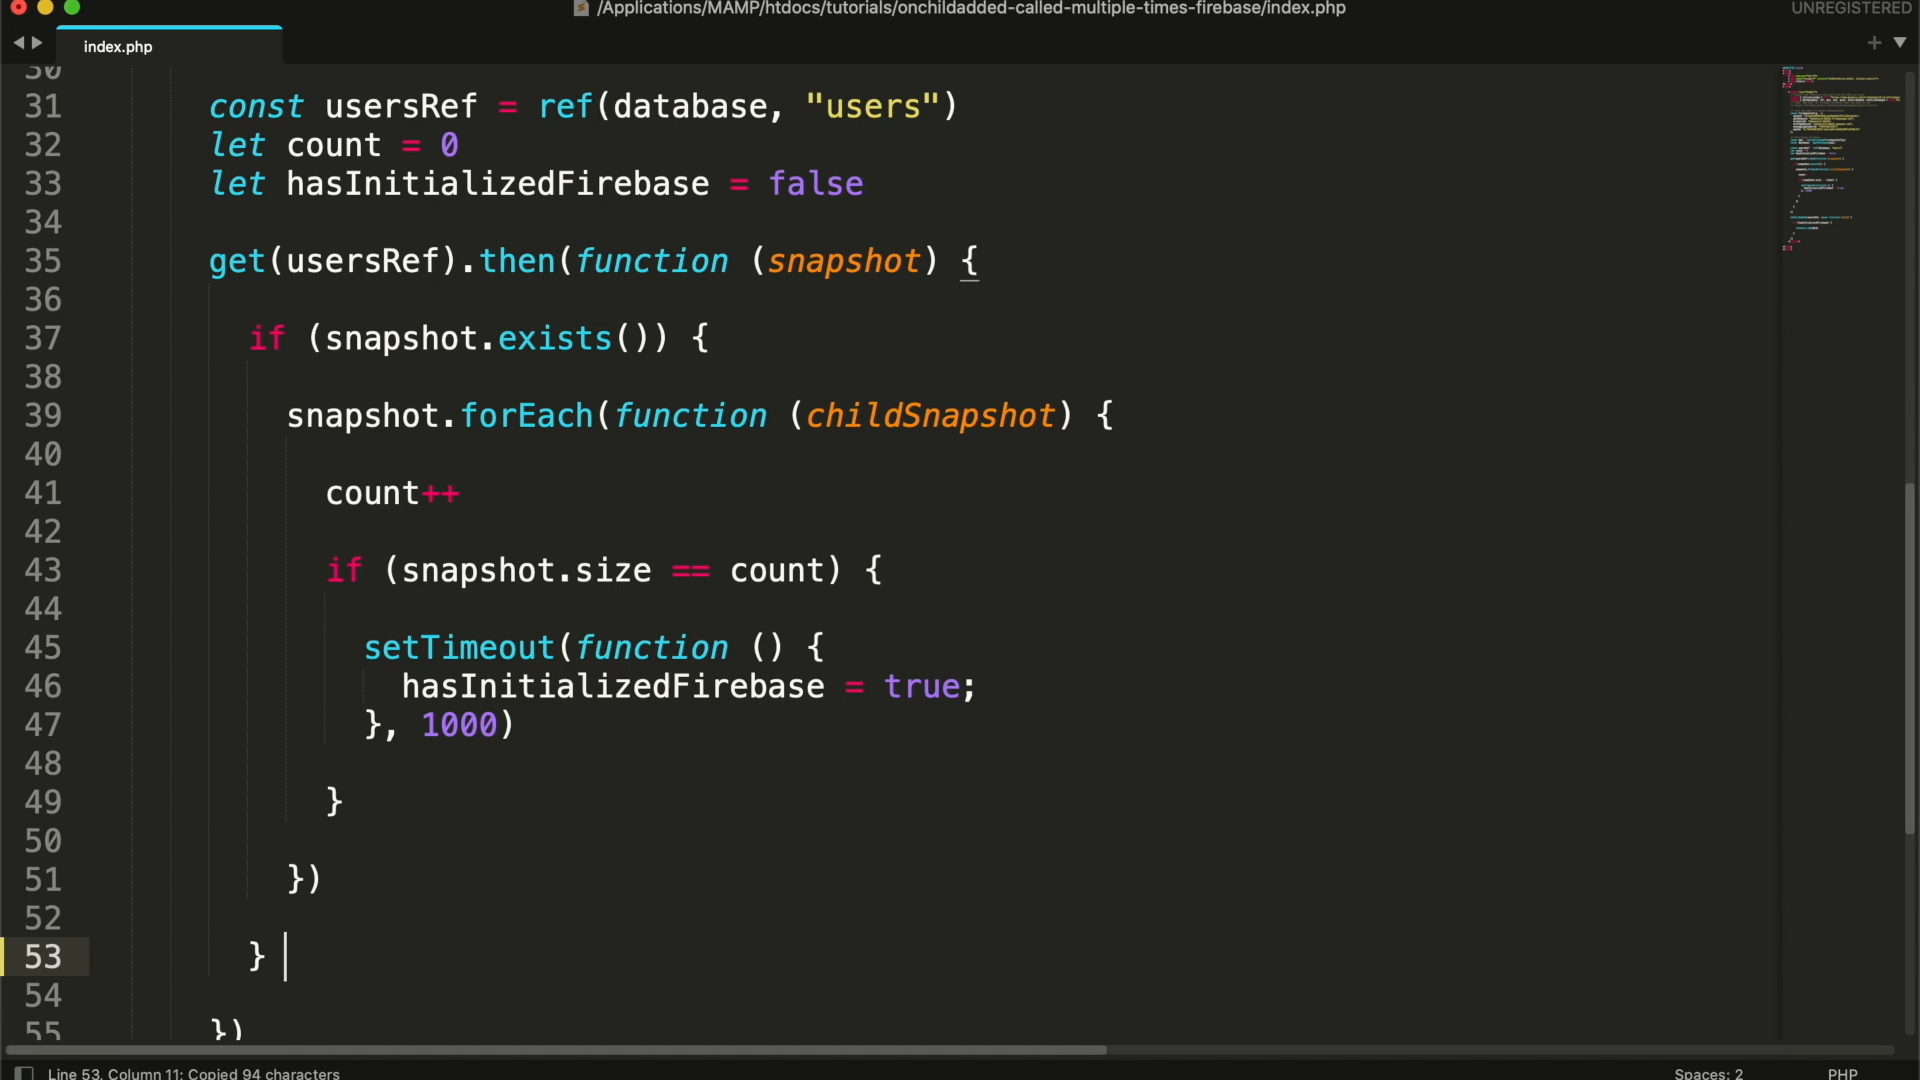 /Applications/MAMP/htdocs/tutorials/onchildadded-called-multiple-times-firebase/index.php
UNREGISTERED
index.php
30
31 const usersRef = ref(database, "users")
32 let count = 0
33 let hasInitializedFirebase = false
34
35 get(usersRef).then(function (snapshot) {
36
37 if (snapshot.exists()) {
38
39 snapshot.forEach(function (childSnapshot) {
40
41 count++
42
43 if (snapshot.size == count) {
44
45 setTimeout(function () {
46 hasInitializedFirebase = true;
47 }, 1000)
48
49 }
50
51 })
52
53 }
54
55 })
Line 53, Column 11; Copied 94 characters
Spaces: 2
PHP